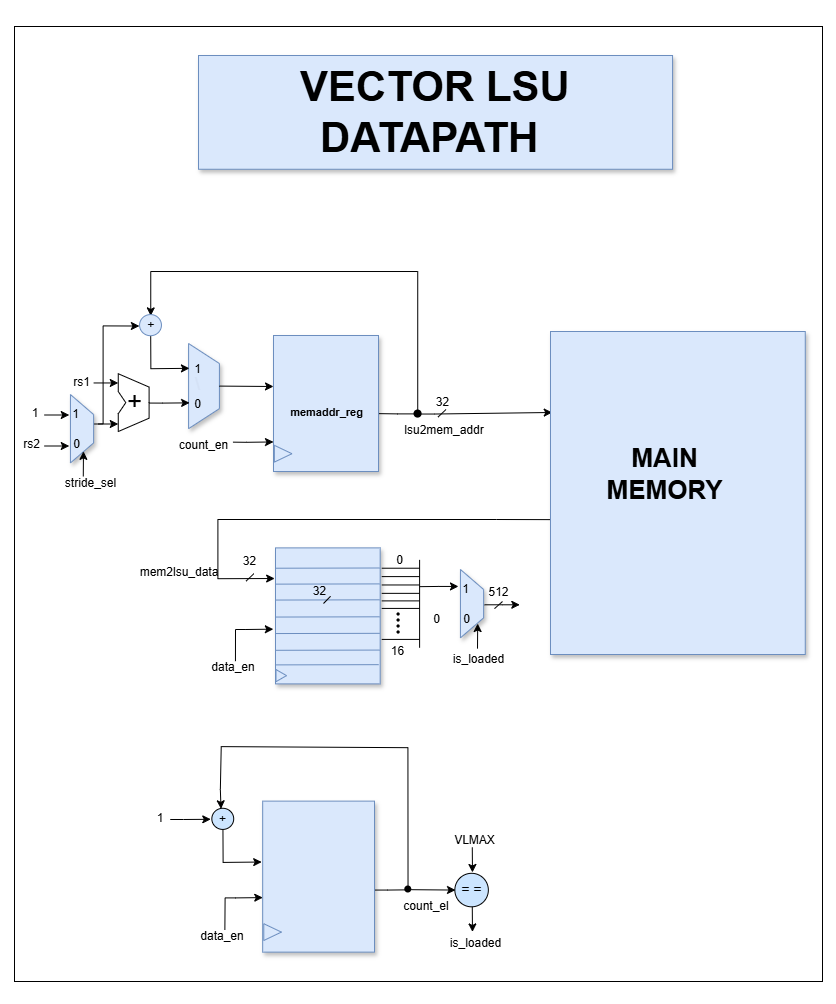 VECTOR LSU
DATAPATH
+
rs1
+
1
0
1
1
rs2
0
stride_sel
count_en
memaddr_reg
32
lsu2mem_addr
MAIN
MEMORY
mem2lsu_data
32
32
0
16
data_en
1
0
0
512
is_loaded
1
+
data_en
count_el
VLMAX
= =
is_loaded